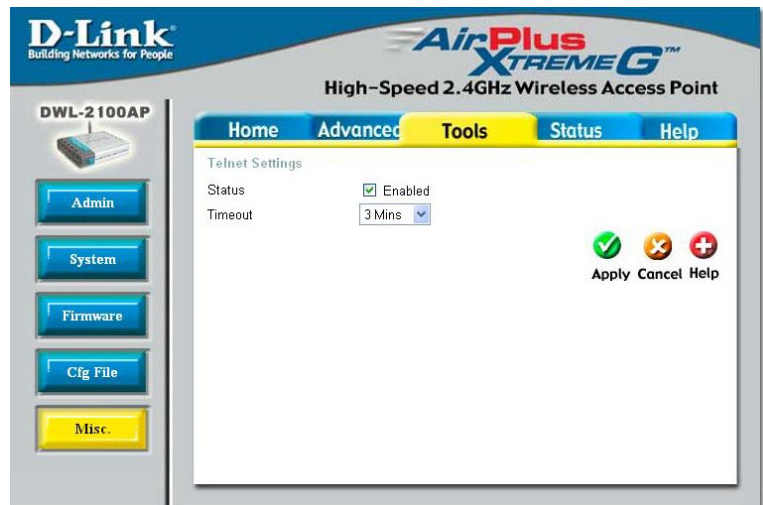 D-Link
Building Networks for People
AirPlus
XTREME G™
High-Speed 2.4GHz Wireless Access Point
DWL-2100AP
Home Advanced Tools Status Help
Telnet Settings
Status Enabled
Timeout 3 Mins
Apply Cancel Help
Admin
System
Firmware
Cfg File
Misc.